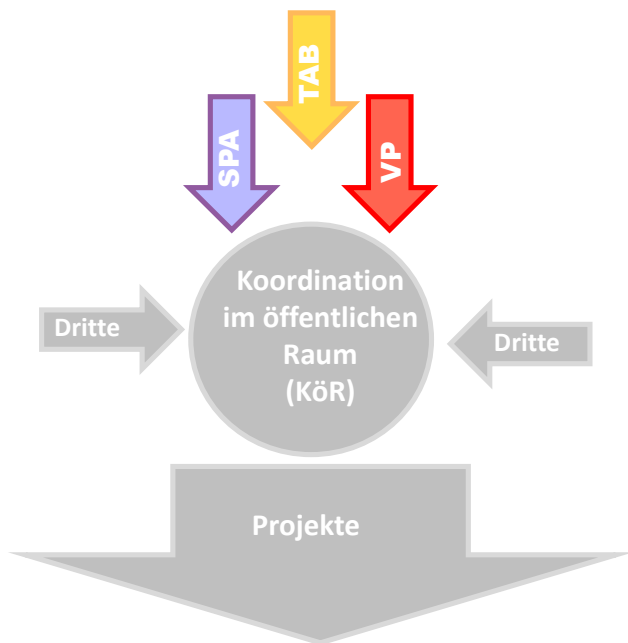 TAB
SPA
VP
Koordination
im öffentlichen
Raum
(KöR)
Dritte
Dritte
Projekte